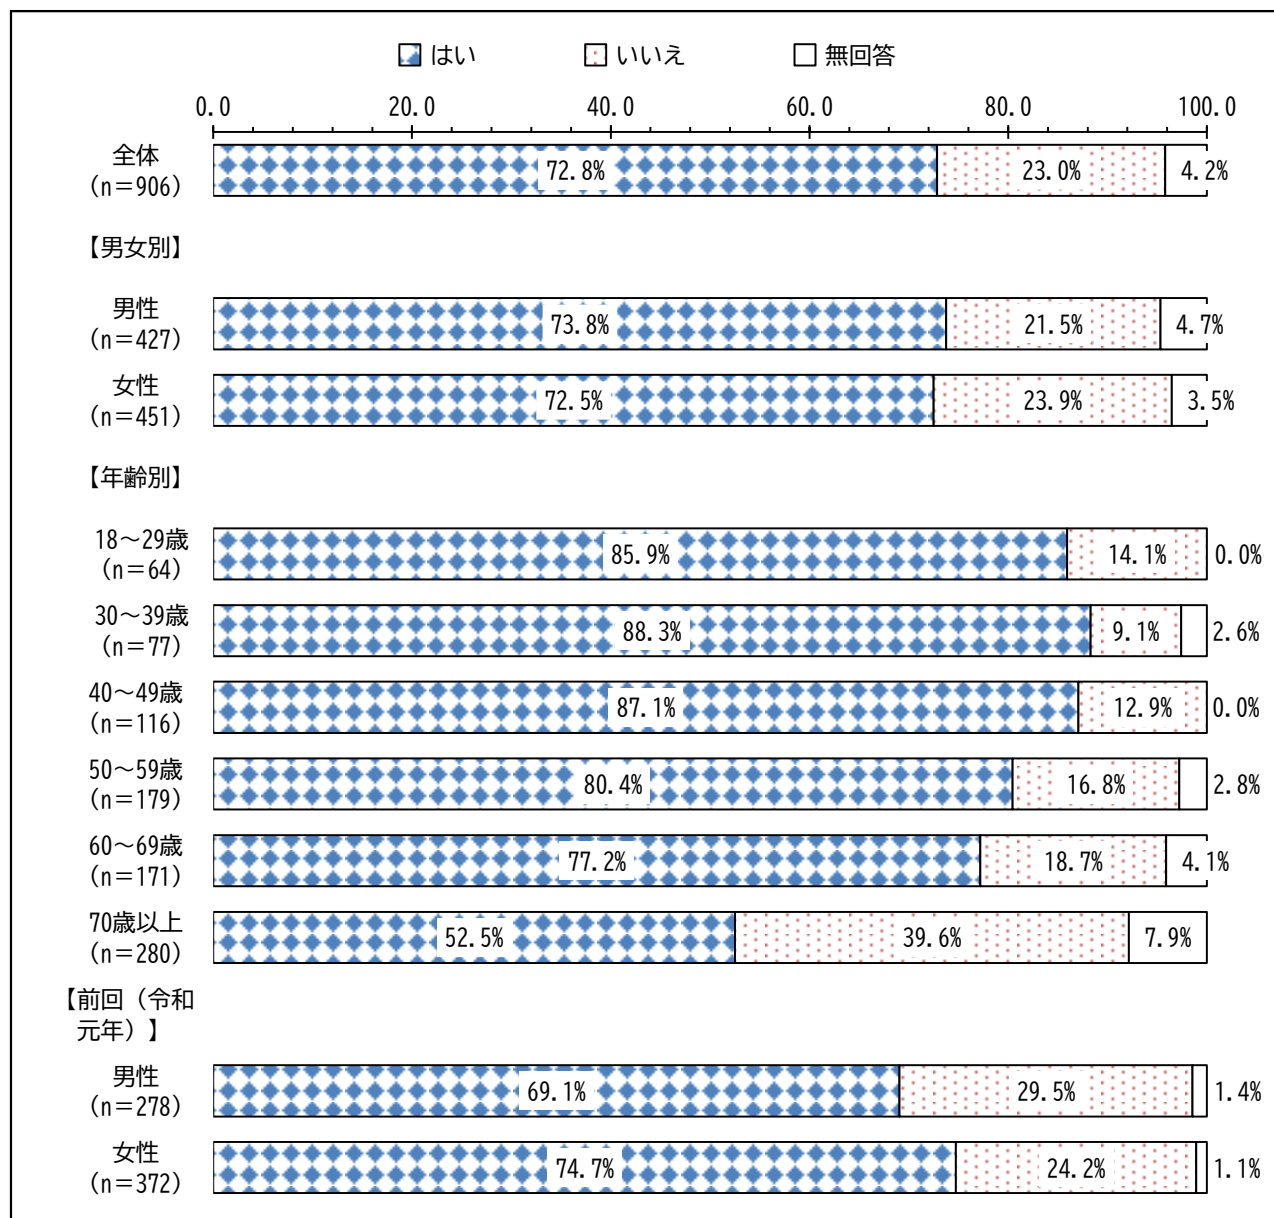 はい いいえ 無回答
0.0 20.0 40.0 60.0 80.0 100.0
全体
(n=906)
72.8% 23.0% 4.2%
【男女別】
男性
(n=427)
73.8% 21.5% 4.7%
女性
(n=451)
72.5% 23.9% 3.5%
【年齢別】
18～29歳
(n=64)
85.9% 14.1% 0.0%
30～39歳
(n=77)
88.3% 9.1% 2.6%
40～49歳
(n=116)
87.1% 12.9% 0.0%
50～59歳
(n=179)
80.4% 16.8% 2.8%
60～69歳
(n=171)
77.2% 18.7% 4.1%
70歳以上
(n=280)
52.5% 39.6% 7.9%
【前回（令和
元年）】
男性
(n=278)
69.1% 29.5% 1.4%
女性
(n=372)
74.7% 24.2% 1.1%